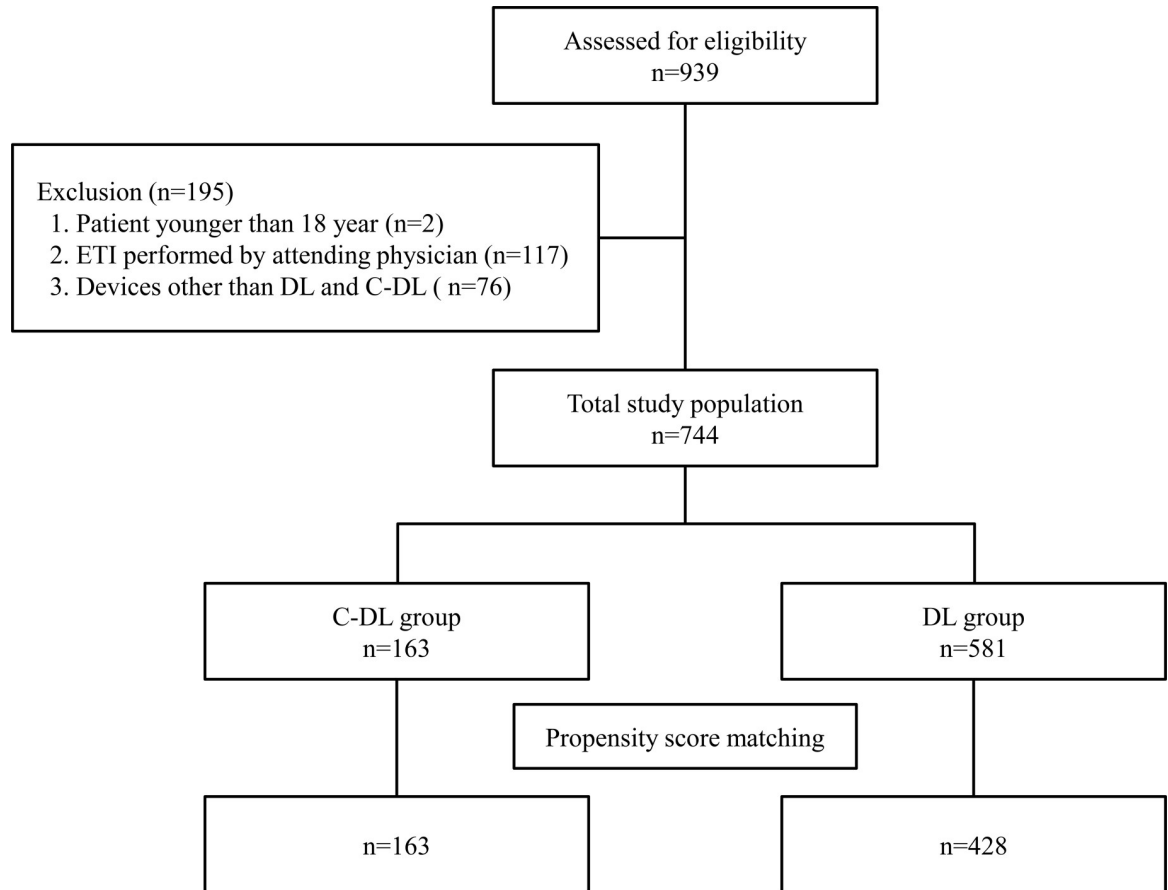 Assessed for eligibility
n=939
Exclusion (n=195)
1. Patient younger than 18 year (n=2)
2. ETI performed by attending physician (n=117)
3. Devices other than DL and C-DL ( n=76)
Total study population
n=744
C-DL group
n=163
DL group
n=581
Propensity score matching
n=163
n=428